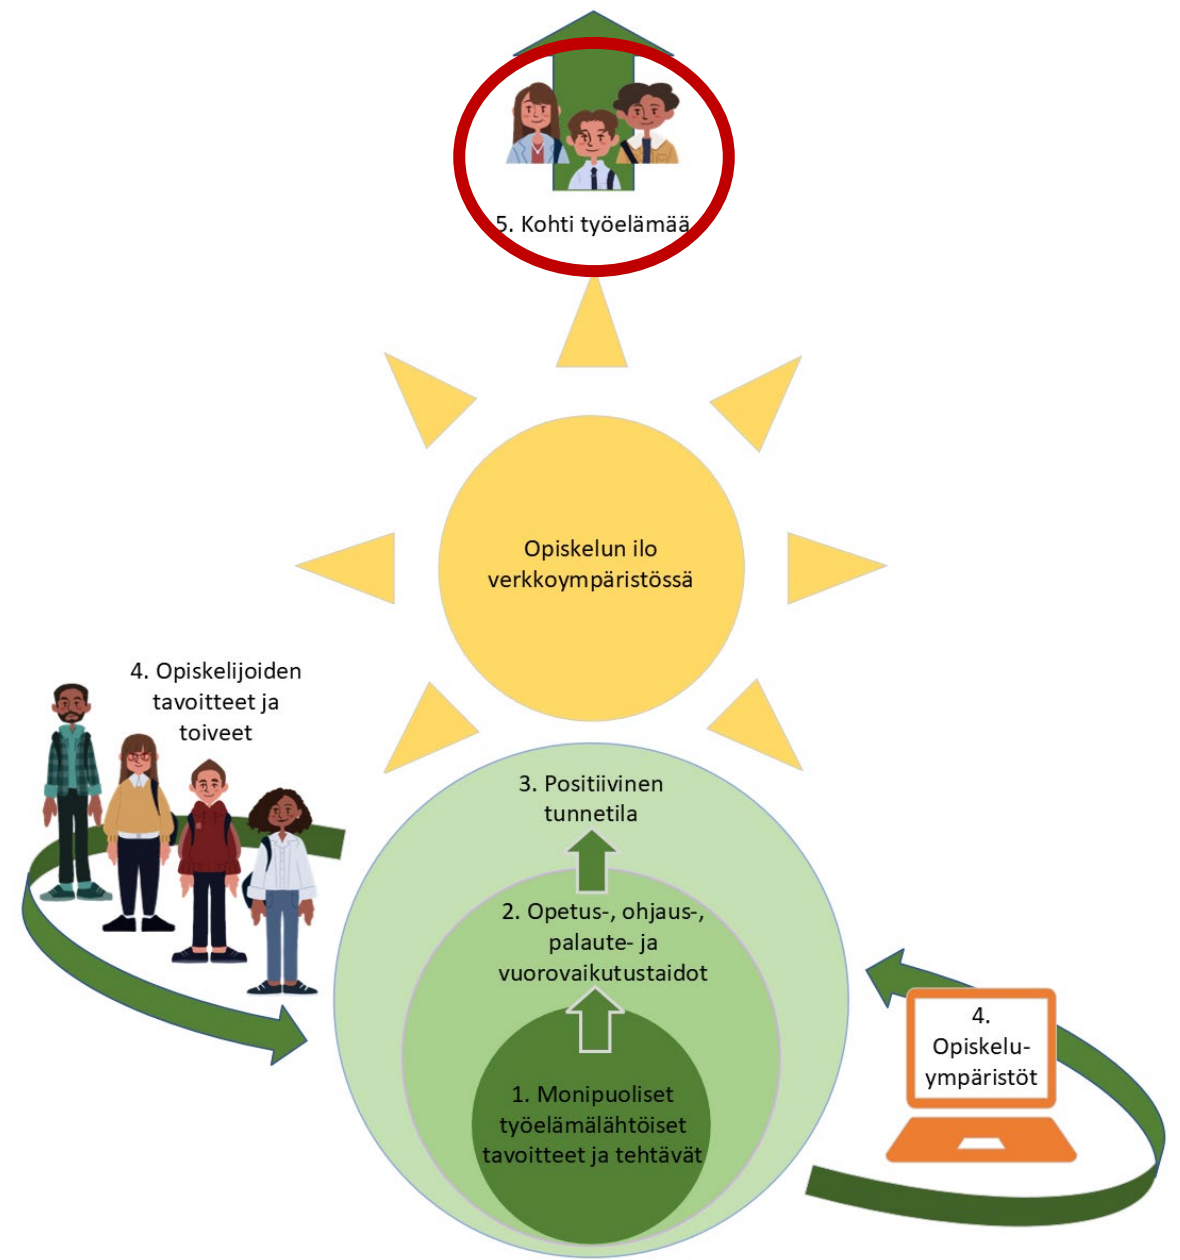 5. Kohti työelämää
Opiskelun ilo
verkkoympäristössä
4. Opiskelijoiden
tavoitteet ja
toiveet
3. Positiivinen
tunnetila
2. Opetus-, ohjaus-,
palaute- ja
vuorovaikutustaidot
4.
Opiskelu-
ympäristöt
1. Monipuoliset
työelämälähtöiset
tavoitteet ja tehtävät